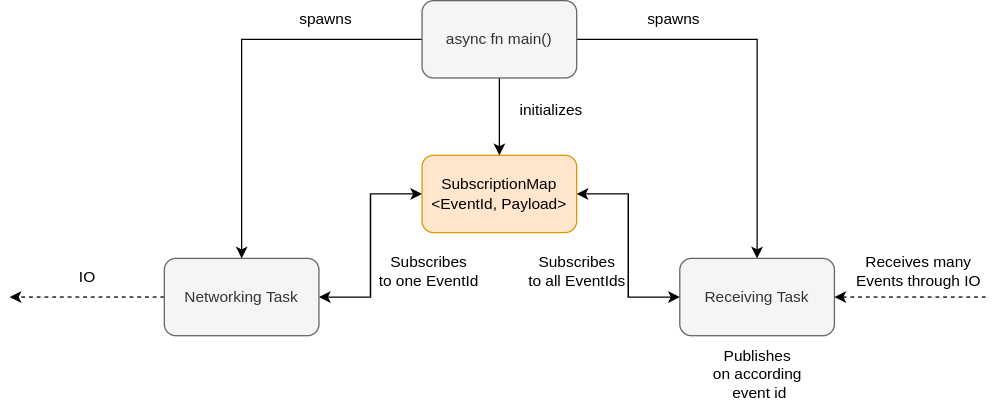 spawns
async fn main()
spawns
initializes
SubscriptionMap
<EventId, Payload>
Subscribes
to one EventId
Subscribes
to all EventIds
Receives many
Events through IO
IO
Networking Task
Receiving Task
Publishes
on according
event id